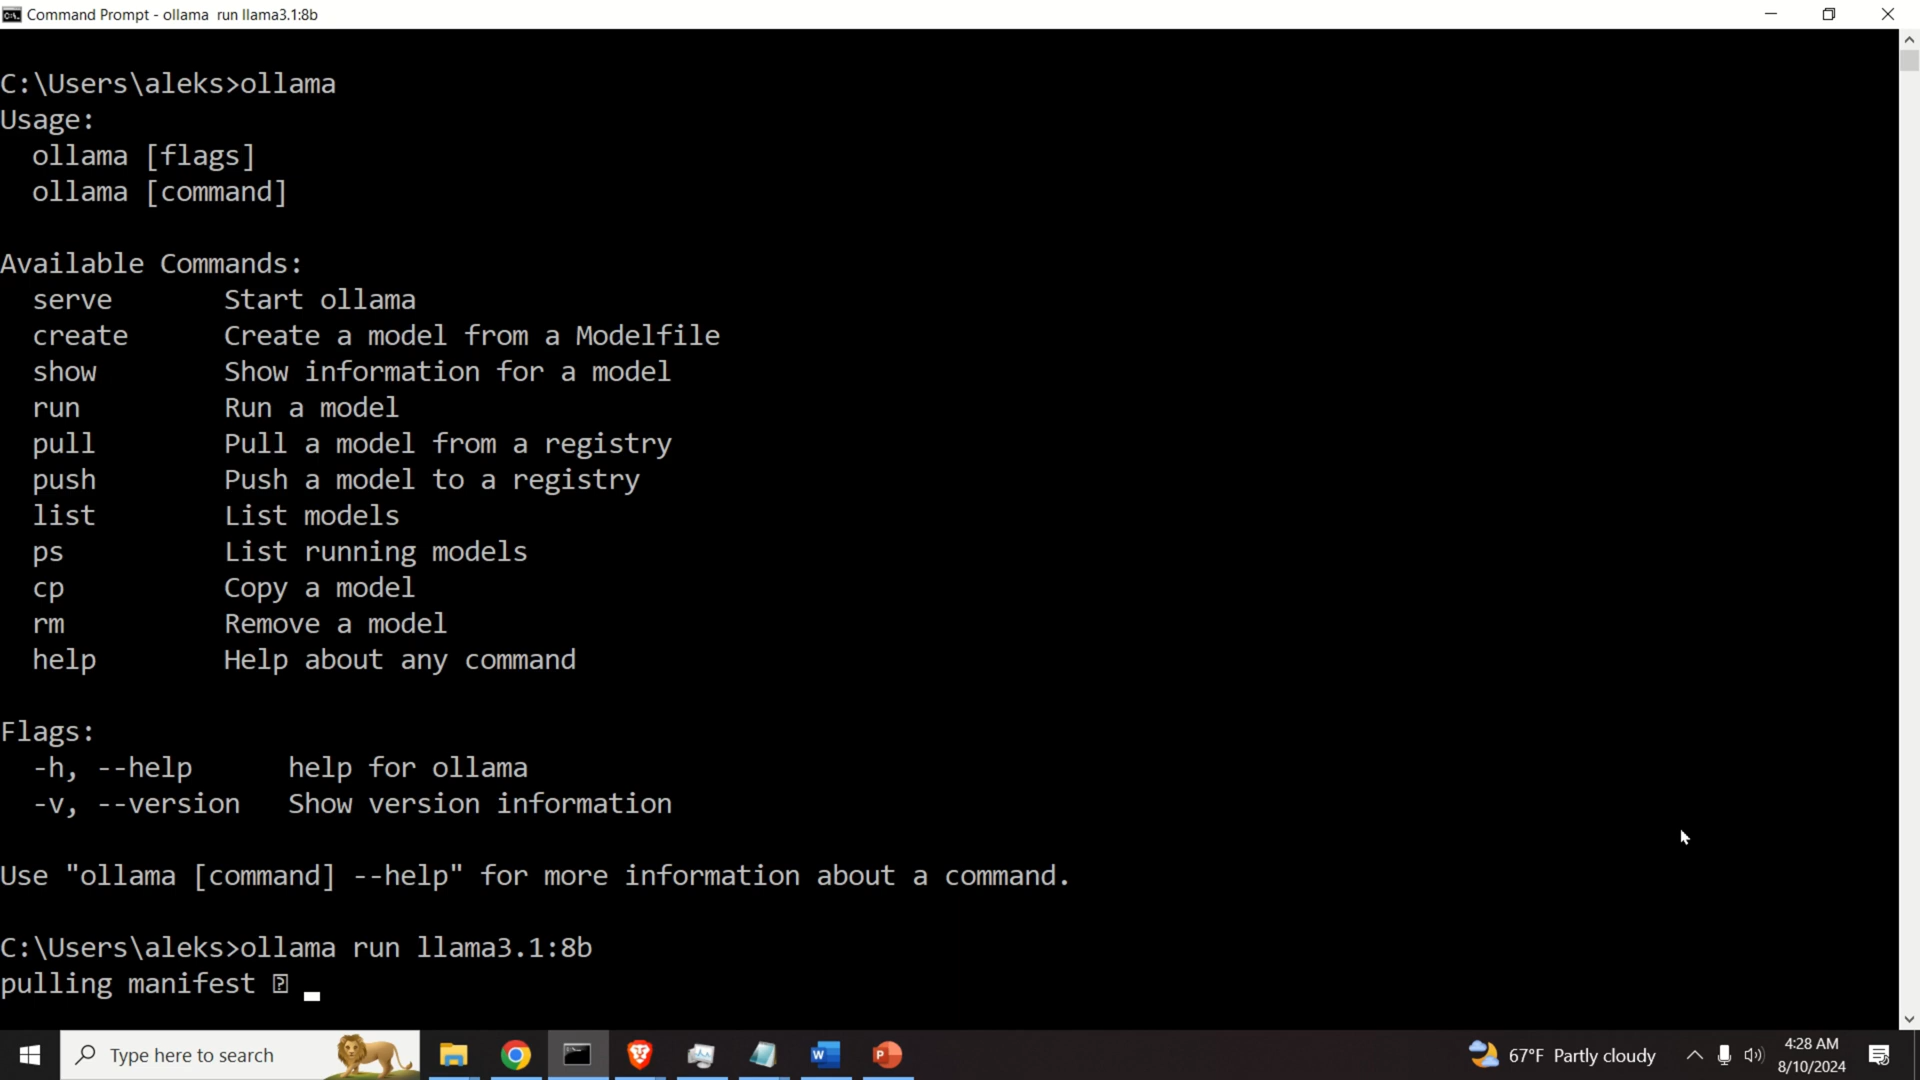 Command Prompt - ollama  run llama3.1:8b
C:\Users\aleks>ollama
Usage:
  ollama [flags]
  ollama [command]
Available Commands:
  serve       Start ollama
  create      Create a model from a Modelfile
  show        Show information for a model
  run         Run a model
  pull        Pull a model from a registry
  push        Push a model to a registry
  list        List models
  ps          List running models
  cp          Copy a model
  rm          Remove a model
  help        Help about any command
Flags:
  -h, --help      help for ollama
  -v, --version   Show version information
Use "ollama [command] --help" for more information about a command.
C:\Users\aleks>ollama run llama3.1:8b
pulling manifest ⍰
Type here to search
67°F Partly cloudy
4:28 AM
8/10/2024